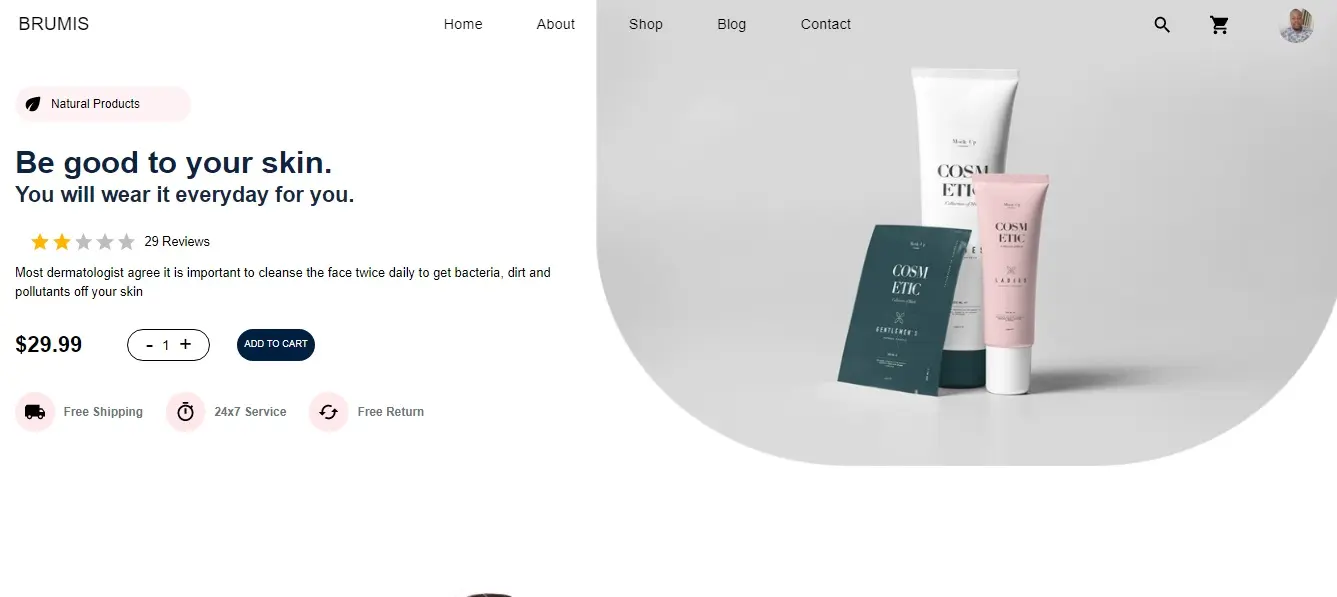 BRUMIS
Home About Shop Blog Contact
Natural Products
Be good to your skin.
You will wear it everyday for you.
29 Reviews
Most dermatologist agree it is important to cleanse the face twice daily to get bacteria, dirt and
pollutants off your skin
$29.99
- 1 +
ADD TO CART
Free Shipping 24x7 Service Free Return
Mock Up
COSM
ETIC
Mock Up
COSM
ETIC
LADIES
Mock Up
COSM
ETIC
GENTLEMEN'S